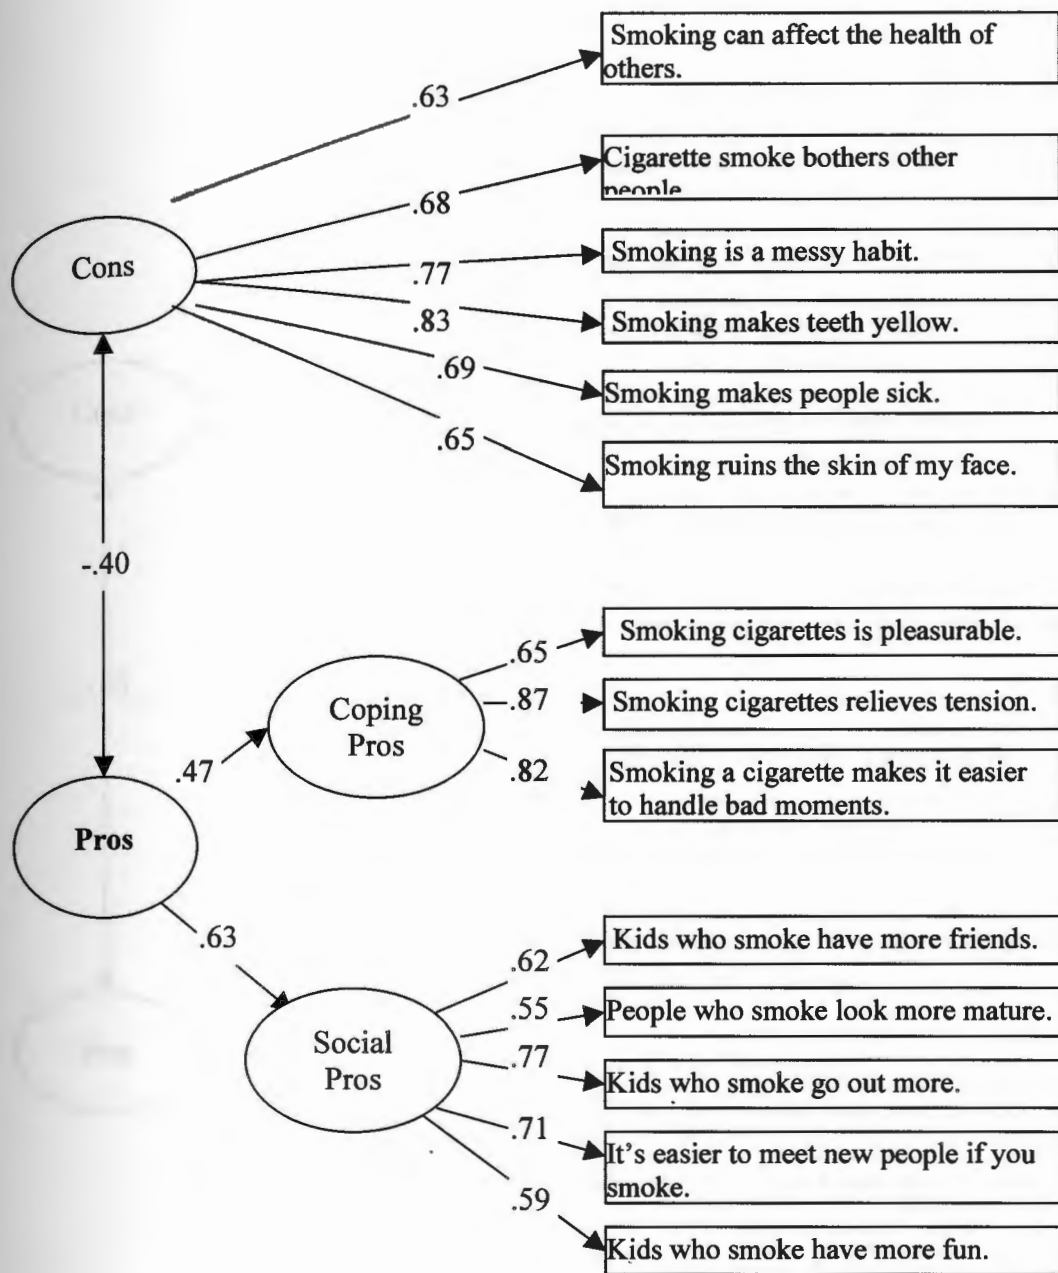 Smoking can affect the health of
others.
.63
Cigarette smoke bothers other
people
.68
Cons
Smoking is a messy habit.
.77
.83
Smoking makes teeth yellow.
.69
Smoking makes people sick.
.65
Smoking ruins the skin of my face.
-.40
Smoking cigarettes is pleasurable.
.65
Coping
Pros
.87
Smoking cigarettes relieves tension.
.47
.82
Smoking a cigarette makes it easier
to handle bad moments.
Pros
.63
Kids who smoke have more friends.
.62
.55
People who smoke look more mature.
Social
Pros
.77
Kids who smoke go out more.
.71
It's easier to meet new people if you
smoke.
.59
Kids who smoke have more fun.